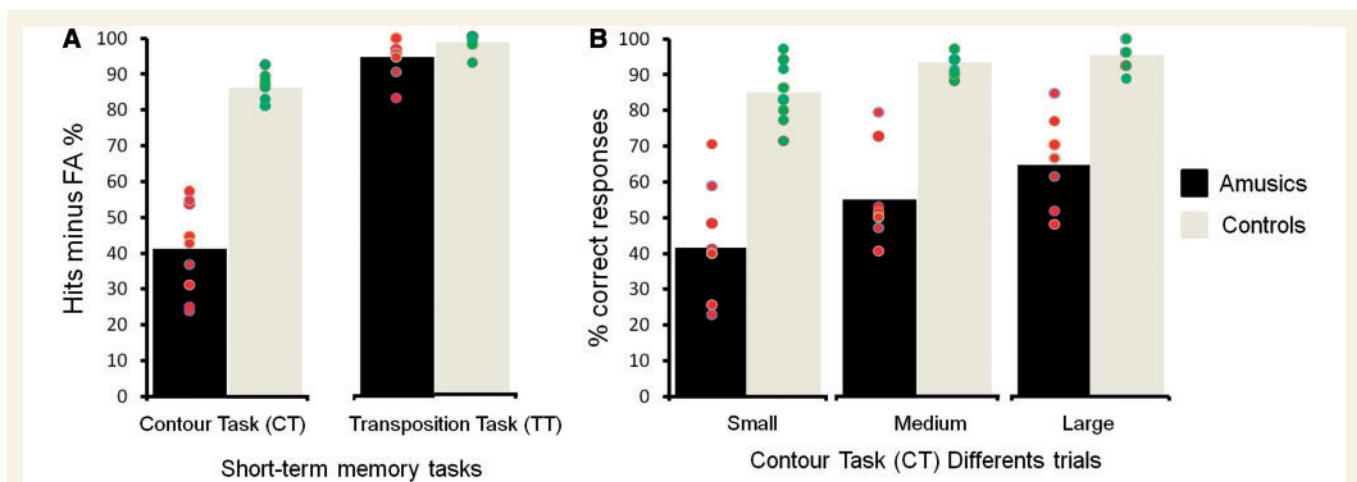 A
Hits minus FA %
100
90
80
70
60
50
40
30
20
10
0
Contour Task (CT)
Transposition Task (TT)
Short-term memory tasks
B
% correct responses
100
90
80
70
60
50
40
30
20
10
0
Small
Medium
Large
Contour Task (CT) Differents trials
Amusics
Controls